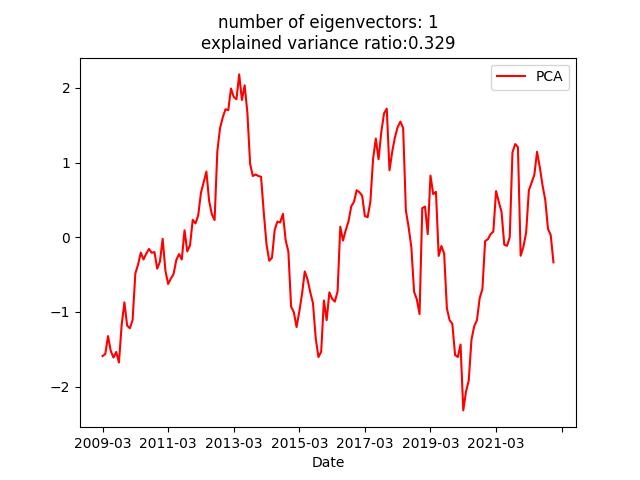 number of eigenvectors: 1
explained variance ratio:0.329
PCA
2
1
0
−1
−2
2009-03 2011-03 2013-03 2015-03 2017-03 2019-03 2021-03
Date